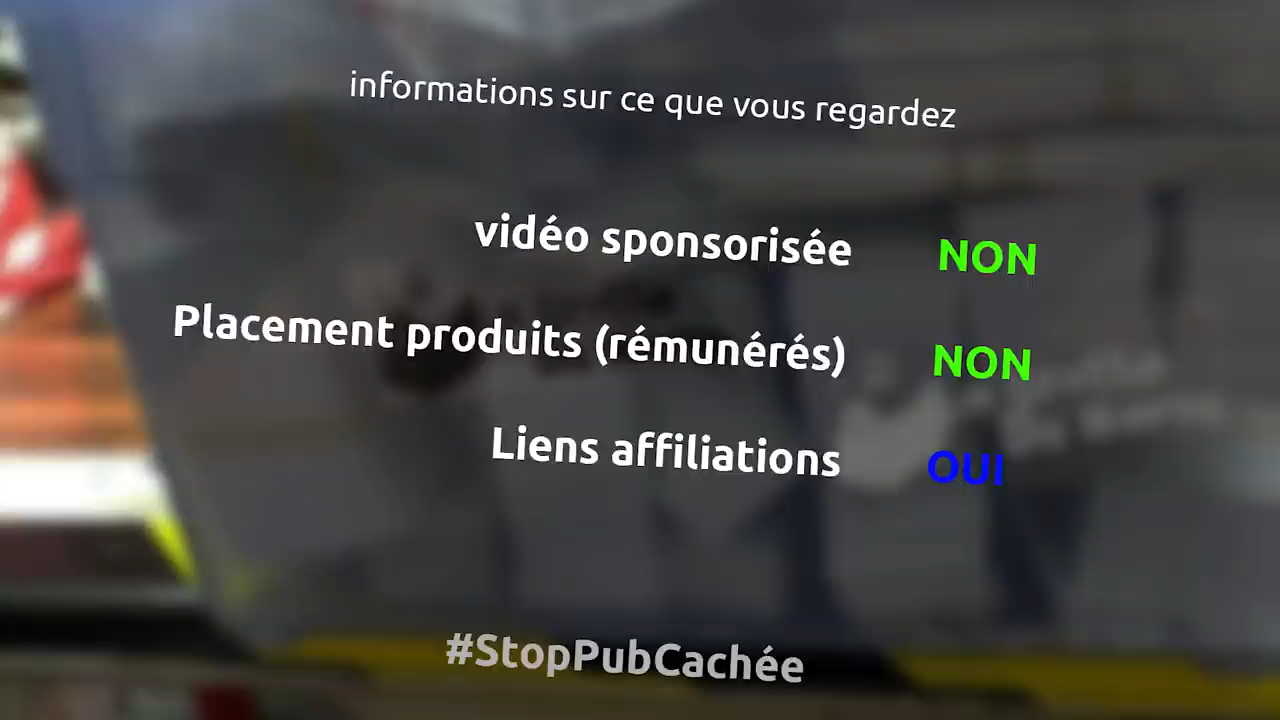 informations sur ce que vous regardez
vidéo sponsorisée NON
Placement produits (rémunérés) NON
Liens affiliations OUI
#StopPubCachée